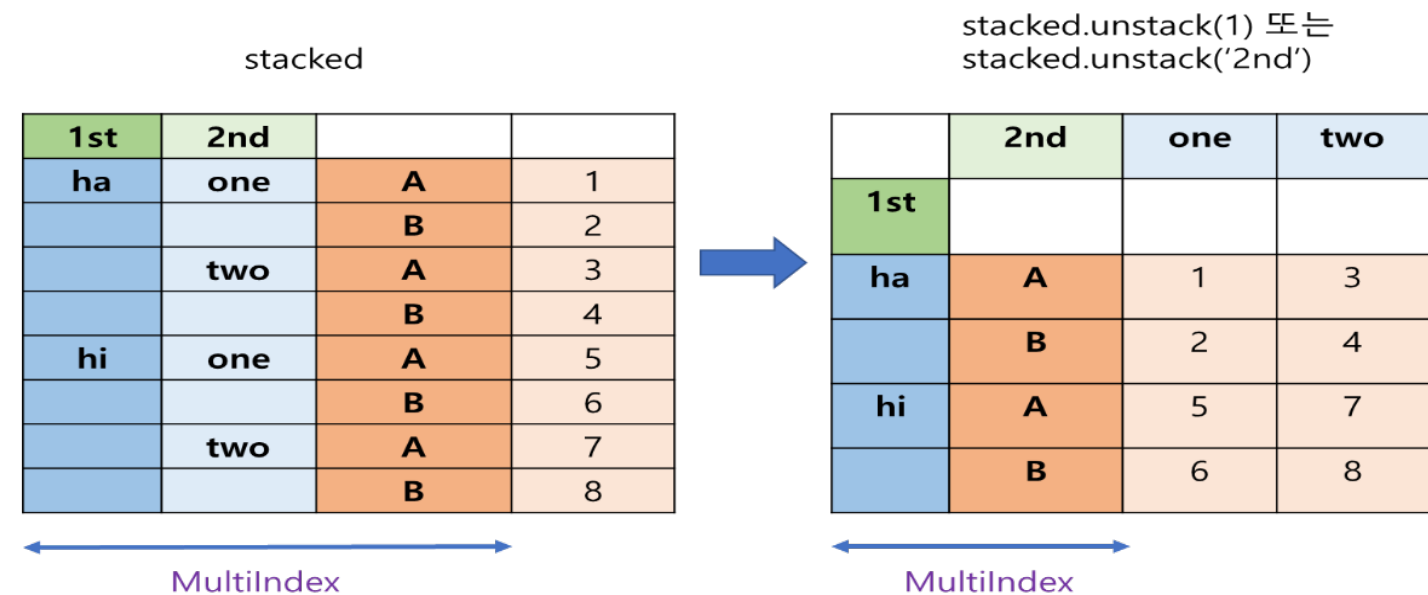 stacked
1st 2nd
ha one A 1
B 2
two A 3
B 4
hi one A 5
B 6
two A 7
B 8
MultiIndex
stacked.unstack(1) 또는
stacked.unstack(‘2nd’)
2nd one two
1st
ha A 1 3
B 2 4
hi A 5 7
B 6 8
MultiIndex